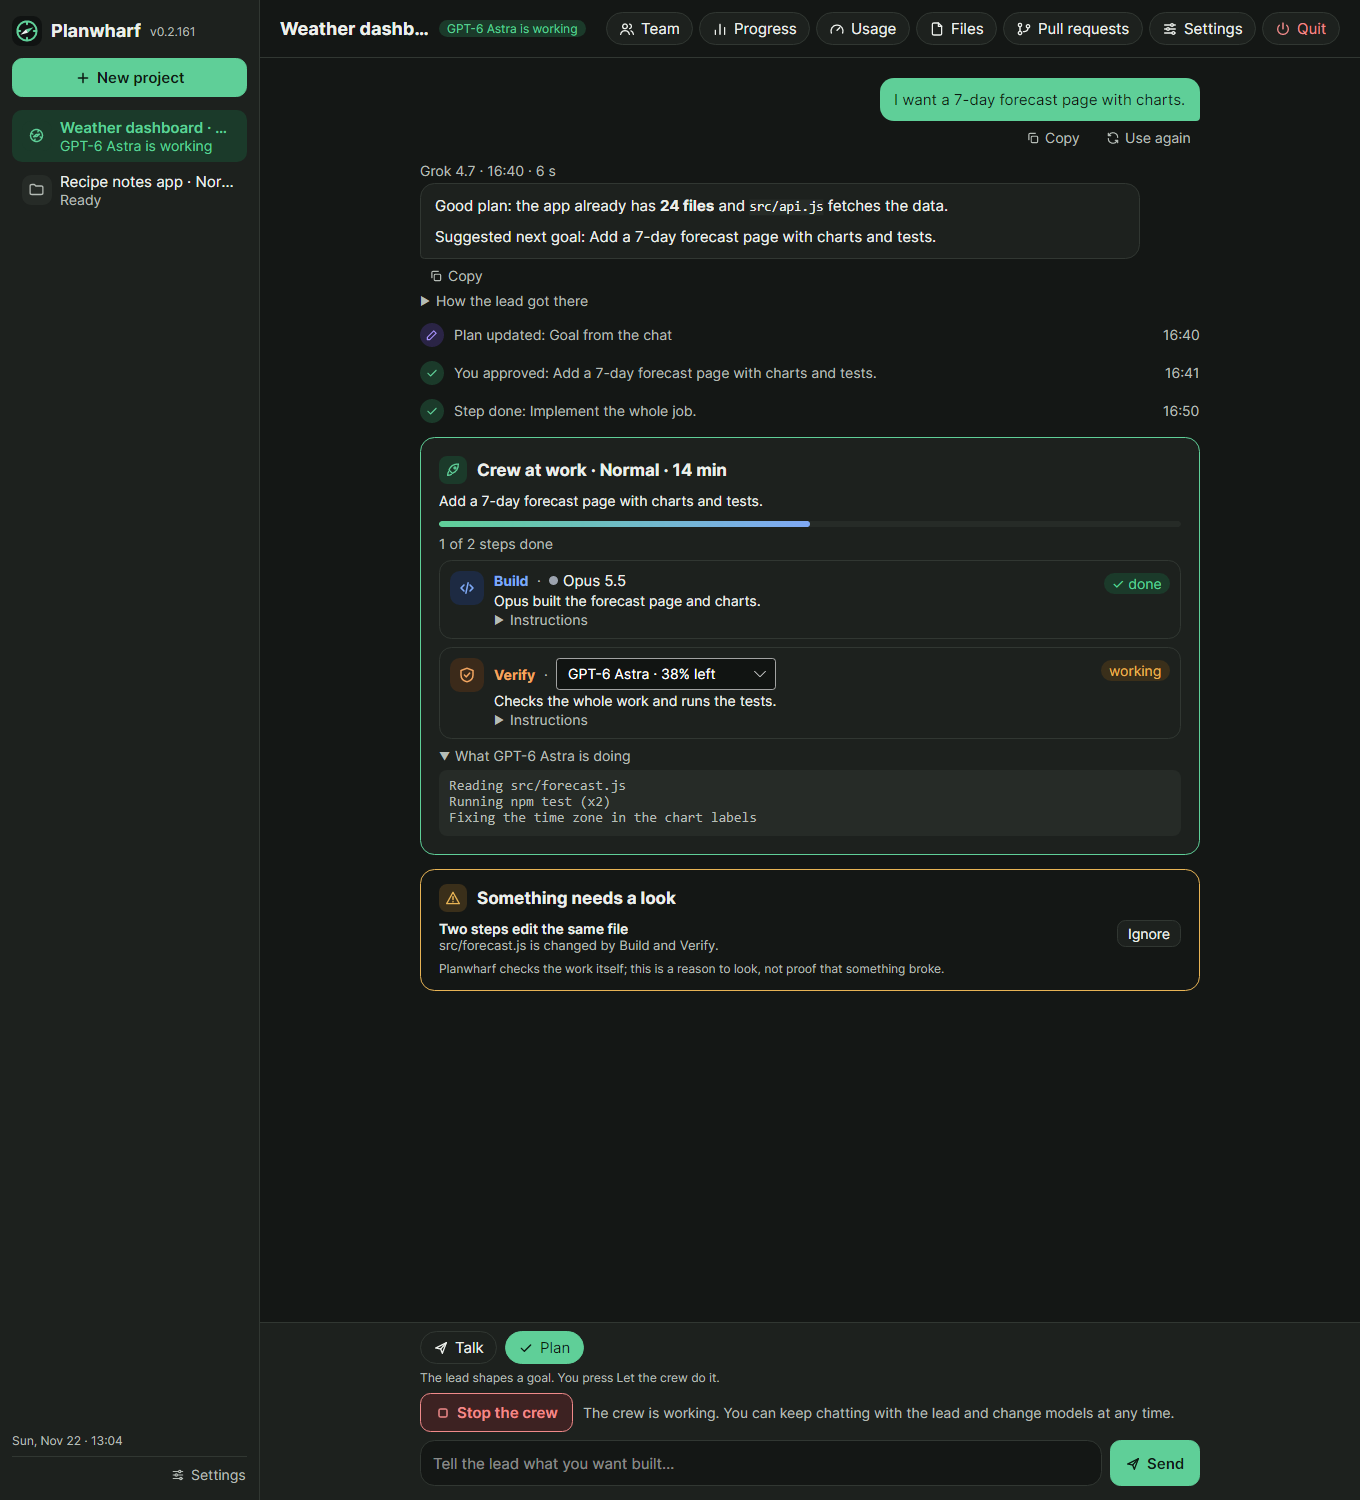 Planwharf v0.2.161
+ New project
Weather dashboard · ...
GPT-6 Astra is working
Recipe notes app · Nor...
Ready
Sun, Nov 22 · 13:04
Settings
Weather dashb...
GPT-6 Astra is working
Team
Progress
Usage
Files
Pull requests
Settings
Quit
I want a 7-day forecast page with charts.
Copy
Use again
Grok 4.7 · 16:40 · 6 s
Good plan: the app already has 24 files and src/api.js fetches the data.
Suggested next goal: Add a 7-day forecast page with charts and tests.
Copy
How the lead got there
Plan updated: Goal from the chat 16:40
You approved: Add a 7-day forecast page with charts and tests. 16:41
Step done: Implement the whole job. 16:50
Crew at work · Normal · 14 min
Add a 7-day forecast page with charts and tests.
1 of 2 steps done
Build · Opus 5.5
done
Opus built the forecast page and charts.
Instructions
Verify · GPT-6 Astra · 38% left
working
Checks the whole work and runs the tests.
Instructions
What GPT-6 Astra is doing
Reading src/forecast.js
Running npm test (x2)
Fixing the time zone in the chart labels
Something needs a look
Two steps edit the same file
src/forecast.js is changed by Build and Verify.
Ignore
Planwharf checks the work itself; this is a reason to look, not proof that something broke.
Talk
Plan
The lead shapes a goal. You press Let the crew do it.
Stop the crew
The crew is working. You can keep chatting with the lead and change models at any time.
Tell the lead what you want built...
Send